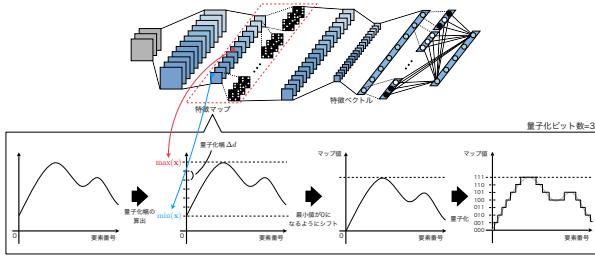 特徴マップ
特徴ベクトル
量子化ビット数=3
量子化幅 Δd
max(x)
min(x)
0
要素番号
量子化幅の
算出
0
要素番号
最小値が0に
なるようにシフト
マップ値
0
要素番号
量子化
マップ値
111
110
101
100
011
010
001
000
要素番号